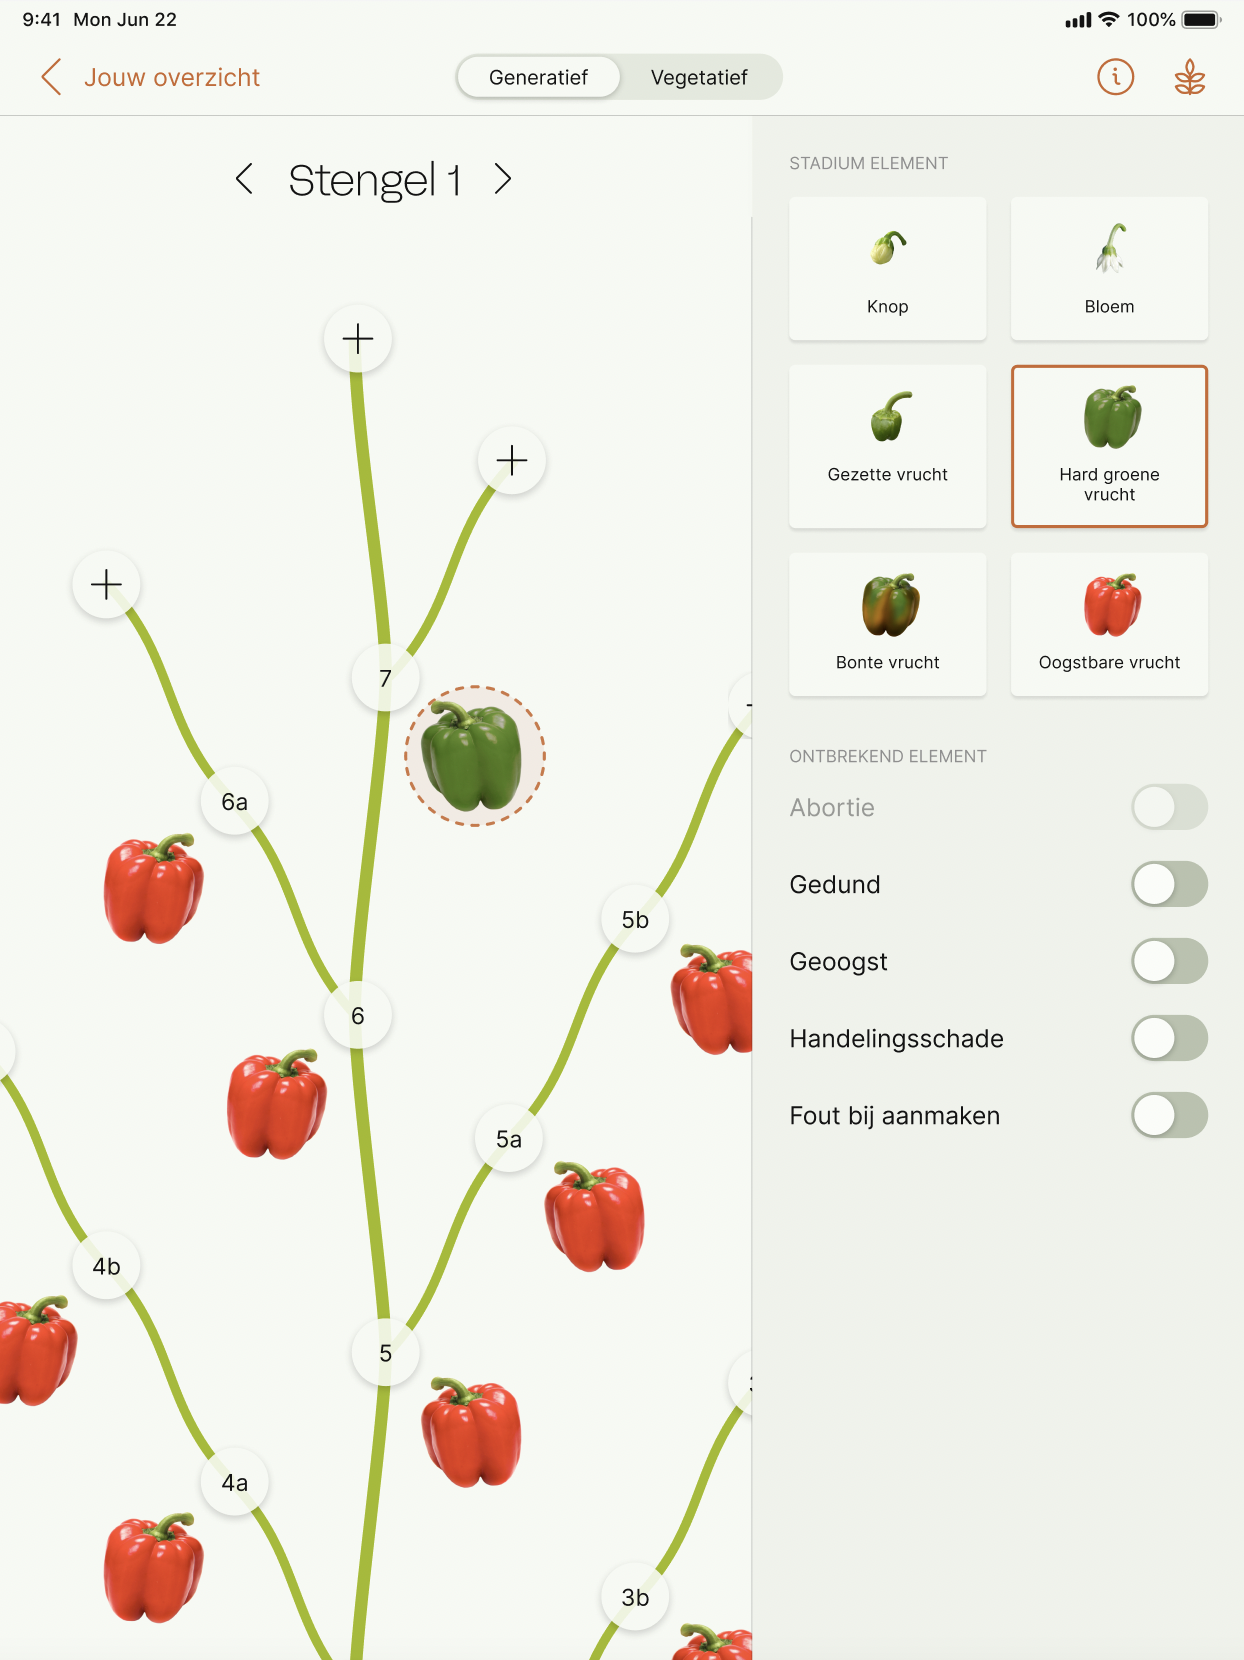 9:41 Mon Jun 22
100%
Jouw overzicht
Generatief
Vegetatief
Stengel 1
STADIUM ELEMENT
Knop
Bloem
Gezette vrucht
Hard groene
vrucht
Bonte vrucht
Oogstbare vrucht
ONTBREKEND ELEMENT
Abortie
Gedund
Geoogst
Handelingsschade
Fout bij aanmaken
7
6a
5b
6
5a
4b
5
4a
3b